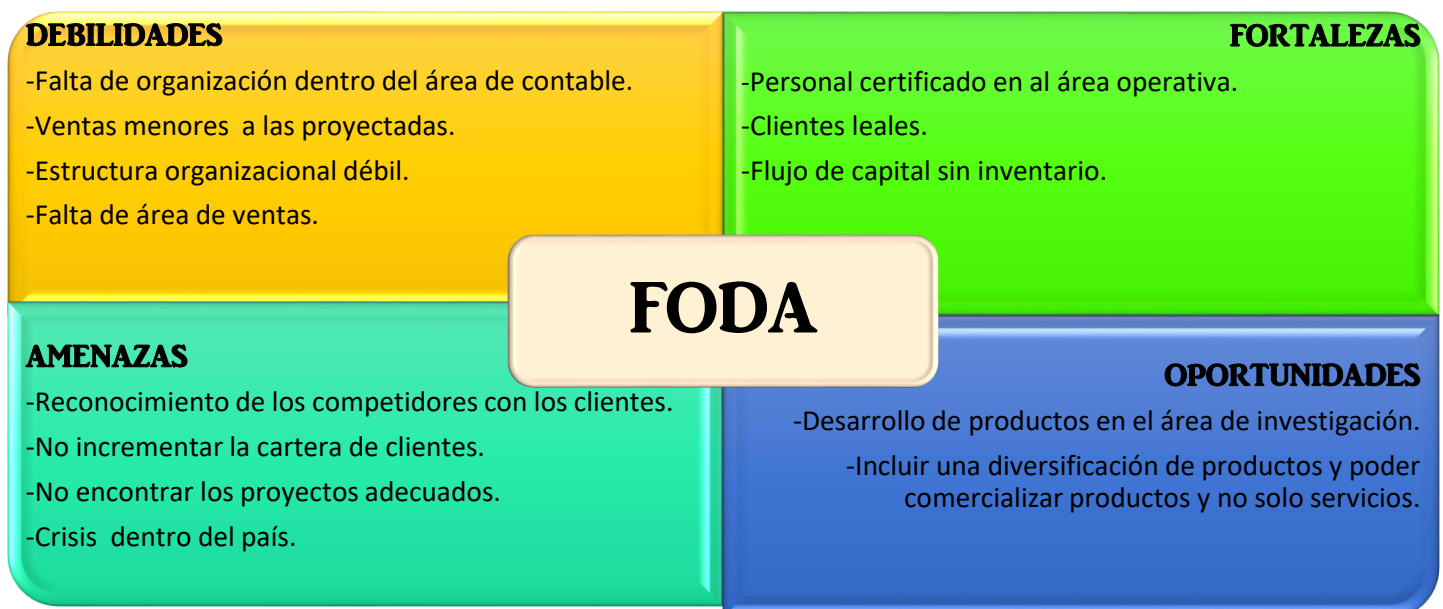 DEBILIDADES
-Falta de organización dentro del área de contable.
-Ventas menores  a las proyectadas.
-Estructura organizacional débil.
-Falta de área de ventas.
FORTALEZAS
-Personal certificado en al área operativa.
-Clientes leales.
-Flujo de capital sin inventario.
FODA
AMENAZAS
-Reconocimiento de los competidores con los clientes.
-No incrementar la cartera de clientes.
-No encontrar los proyectos adecuados.
-Crisis  dentro del país.
OPORTUNIDADES
-Desarrollo de productos en el área de investigación.
-Incluir una diversificación de productos y poder
comercializar productos y no solo servicios.